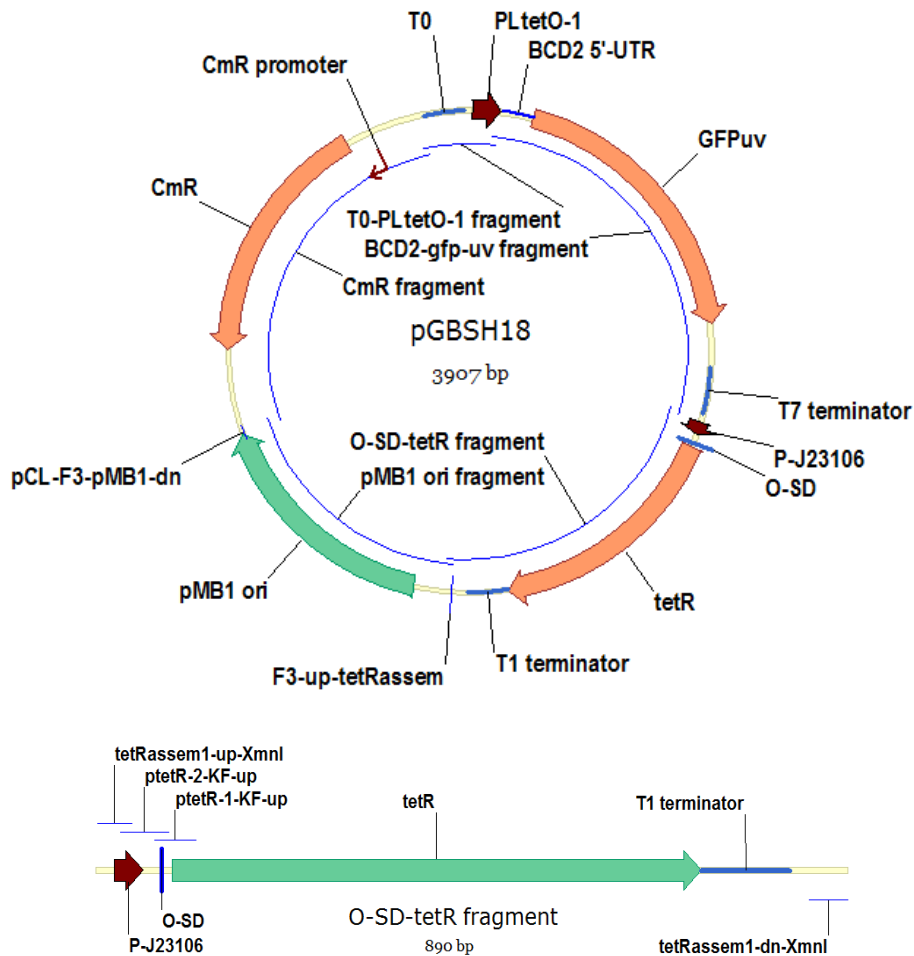 T0
PLtetO-1
BCD2 5'-UTR
CmR promoter
GFPuv
CmR
T0-PLtetO-1 fragment
BCD2-gfp-uv fragment
CmR fragment
pGBSH18
3907 bp
T7 terminator
O-SD-tetR fragment
P-J23106
pMB1 ori fragment
pCL-F3-pMB1-dn
O-SD
pMB1 ori
tetR
F3-up-tetRassem
T1 terminator
tetRassem1-up-XmnI
ptetR-2-KF-up
ptetR-1-KF-up
tetR
T1 terminator
O-SD
O-SD-tetR fragment
P-J23106
890 bp
tetRassem1-dn-XmnI